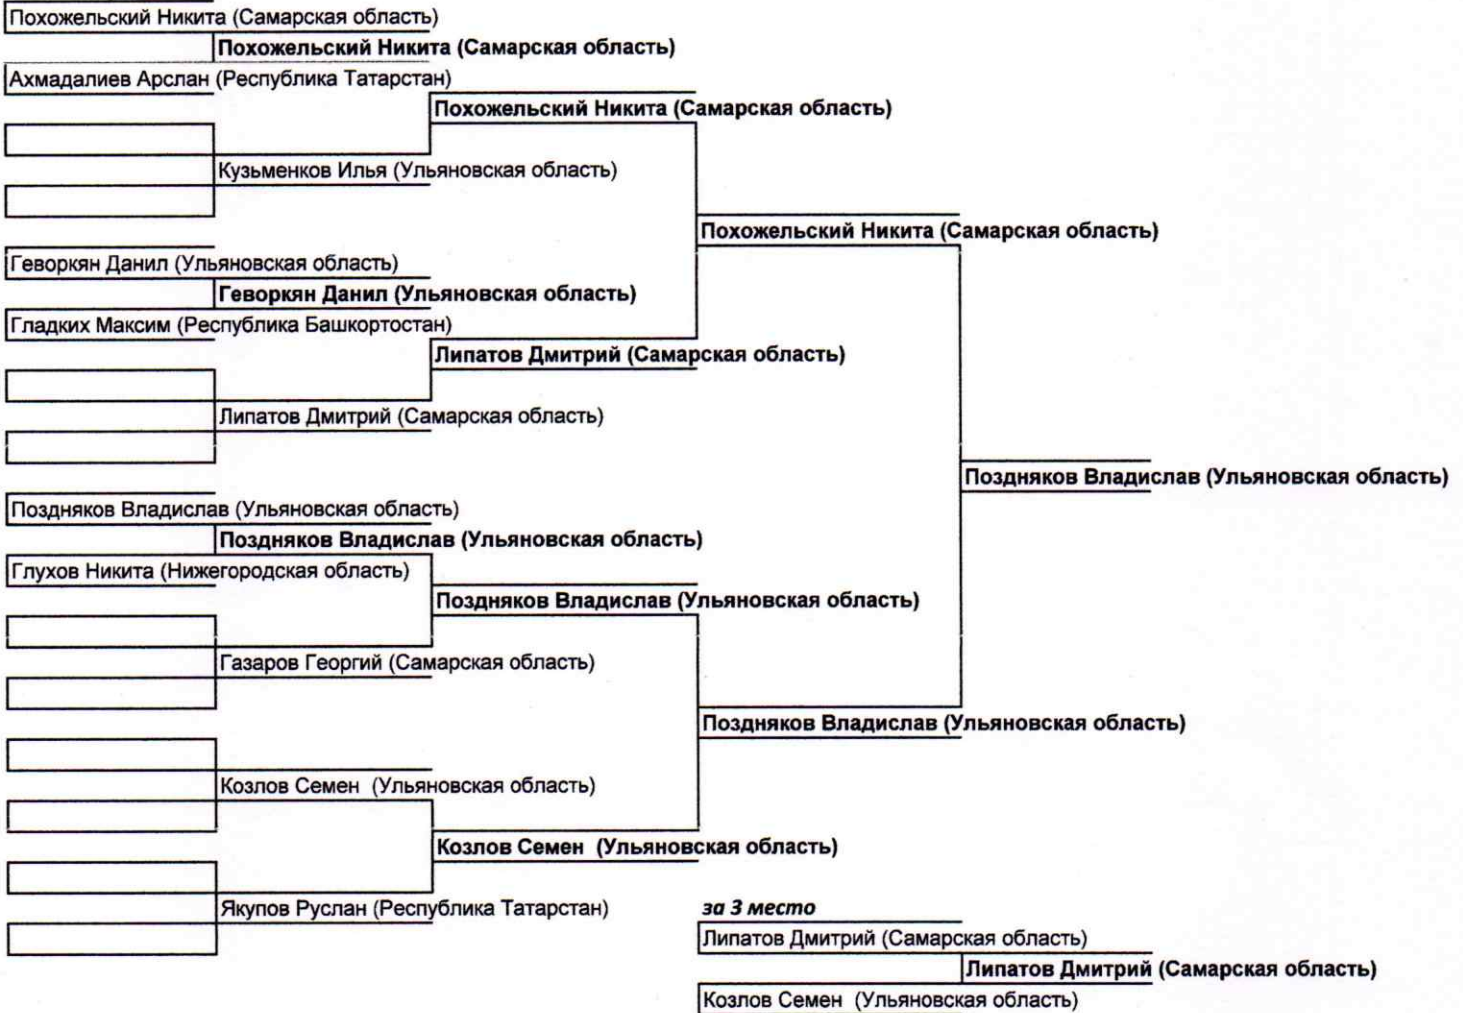 Похожельский Никита (Самарская область)
Похожельский Никита (Самарская область)
Ахмадалиев Арслан (Республика Татарстан)
Похожельский Никита (Самарская область)
Кузьменков Илья (Ульяновская область)
Похожельский Никита (Самарская область)
Геворкян Данил (Ульяновская область)
Геворкян Данил (Ульяновская область)
Гладких Максим (Республика Башкортостан)
Липатов Дмитрий (Самарская область)
Липатов Дмитрий (Самарская область)
Поздняков Владислав (Ульяновская область)
Поздняков Владислав (Ульяновская область)
Поздняков Владислав (Ульяновская область)
Глухов Никита (Нижегородская область)
Поздняков Владислав (Ульяновская область)
Газаров Георгий (Самарская область)
Поздняков Владислав (Ульяновская область)
Козлов Семен (Ульяновская область)
Козлов Семен (Ульяновская область)
Якупов Руслан (Республика Татарстан)
за 3 место
Липатов Дмитрий (Самарская область)
Липатов Дмитрий (Самарская область)
Козлов Семен (Ульяновская область)